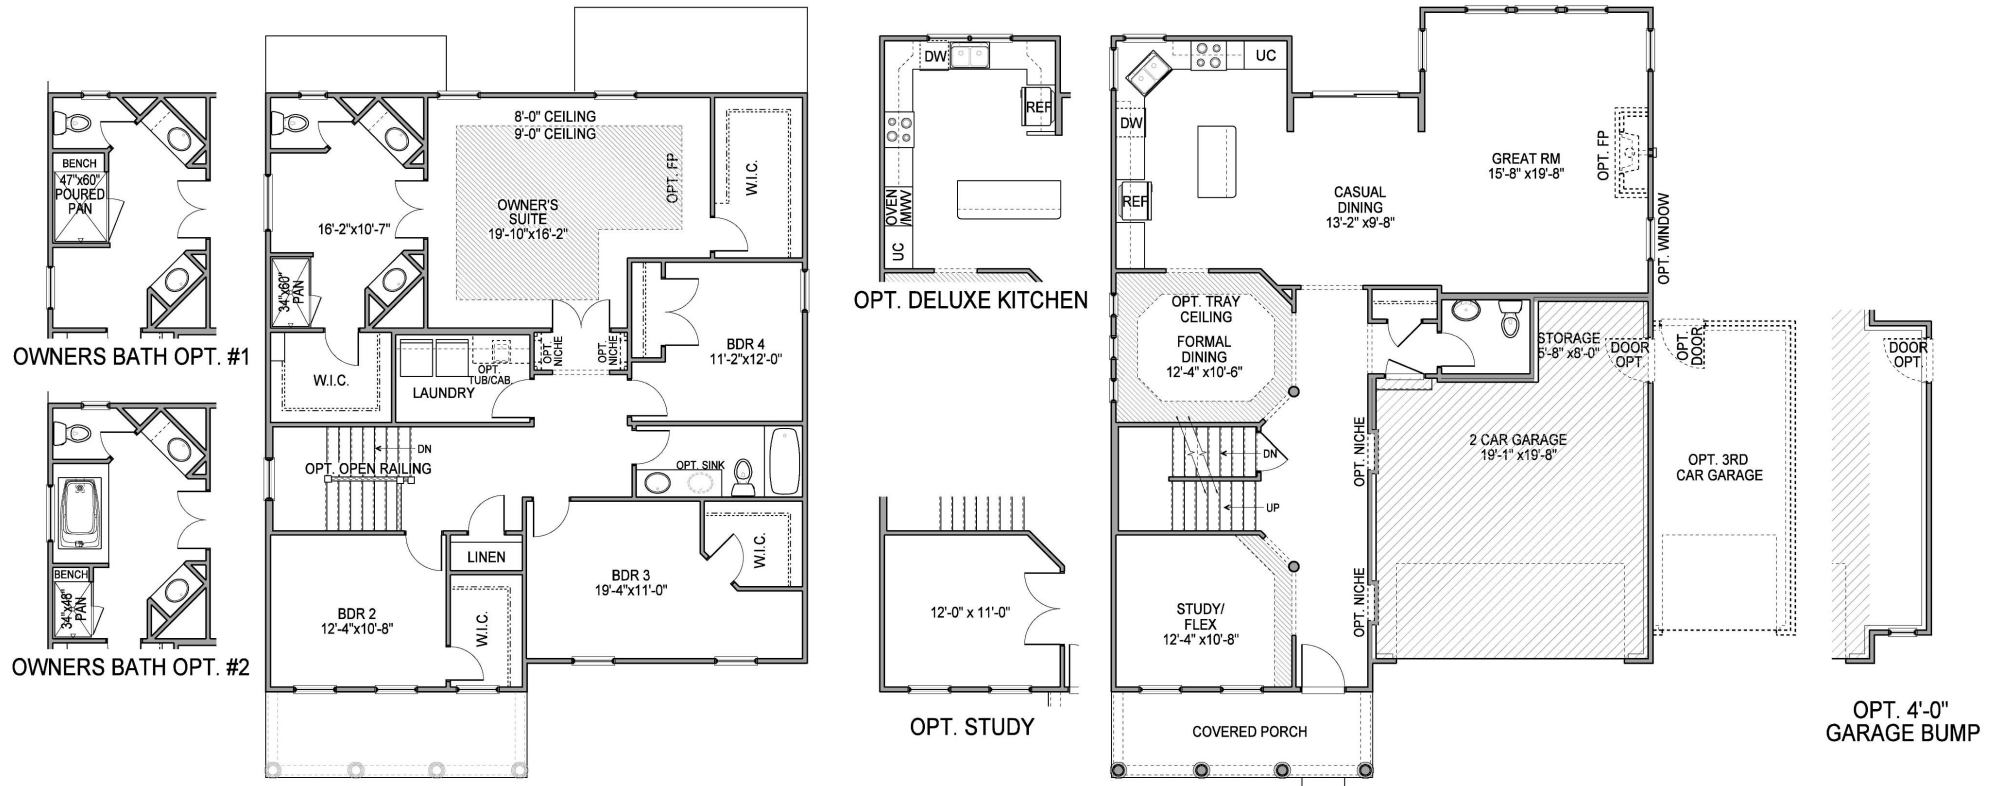 BENCH
47"x60"
POURED
PAN
OWNERS BATH OPT. #1
BENCH
34"x48"
PAN
OWNERS BATH OPT. #2
8'-0" CEILING
9'-0" CEILING
OPT. FP
W.I.C.
OWNER'S
SUITE
19'-10"x16'-2"
16'-2"x10'-7"
34"x60"
PAN
W.I.C.
OPT.
TUB/CAB.
LAUNDRY
OPT.
NICHE
OPT.
NICHE
BDR 4
11'-2"x12'-0"
DN
OPT. OPEN RAILING
OPT. SINK
LINEN
W.I.C.
BDR 3
19'-4"x11'-0"
BDR 2
12'-4"x10'-8"
W.I.C.
DW
REF
OVEN
/MWV
UC
OPT. DELUXE KITCHEN
12'-0" x 11'-0"
OPT. STUDY
UC
DW
REF
GREAT RM
15'-8" x19'-8"
OPT. FP
CASUAL
DINING
13'-2" x9'-8"
OPT. WINDOW
OPT. TRAY
CEILING
FORMAL
DINING
12'-4" x10'-6"
STORAGE
5'-8" x8'-0"
DOOR
OPT
OPT.
DOOR
DN
UP
OPT. NICHE
2 CAR GARAGE
19'-1" x19'-8"
OPT. 3RD
CAR GARAGE
OPT. NICHE
STUDY/
FLEX
12'-4" x10'-8"
COVERED PORCH
DOOR
OPT
OPT. 4'-0"
GARAGE BUMP